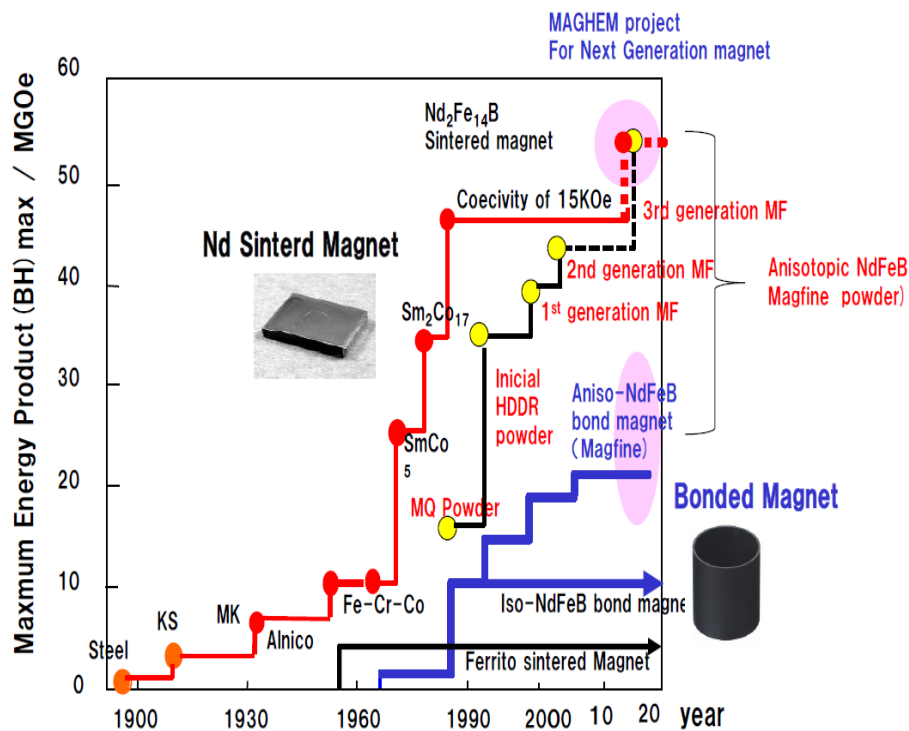 MAGHEM project
For Next Generation magnet
Maxmum Energy Product (BH) max / MGOe
60
50
40
30
20
10
0
Nd₂Fe₁₄B
Sintered magnet
Coecivity of 15KOe
3rd generation MF
Nd Sinterd Magnet
2nd generation MF
Anisotopic NdFeB
Magfine powder)
Sm₂Co₁₇
1st generation MF
Inicial
HDDR
powder
Aniso-NdFeB
bond magnet
(Magfine)
SmCo
5
MQ Powder
Bonded Magnet
Fe-Cr-Co
Iso-NdFeB bond magne
KS
MK
Alnico
Steel
Ferrito sintered Magnet
1900
1930
1960
1990
2000
10
20
year